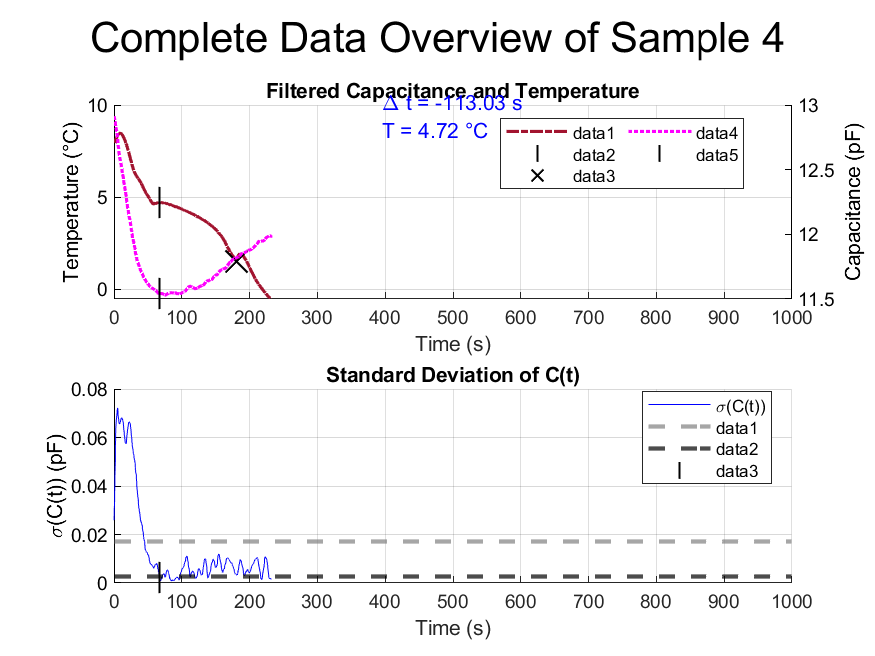 Complete Data Overview of Sample 4
Filtered Capacitance and Temperature
Δ t = -113.03 s
T = 4.72 °C
data1
data4
data2
data5
data3
10
5
0
Temperature (°C)
13
12.5
12
11.5
Capacitance (pF)
0 100 200 300 400 500 600 700 800 900 1000
Time (s)
Standard Deviation of C(t)
σ(C(t))
data1
data2
data3
0.08
0.06
0.04
0.02
0
σ(C(t)) (pF)
0 100 200 300 400 500 600 700 800 900 1000
Time (s)